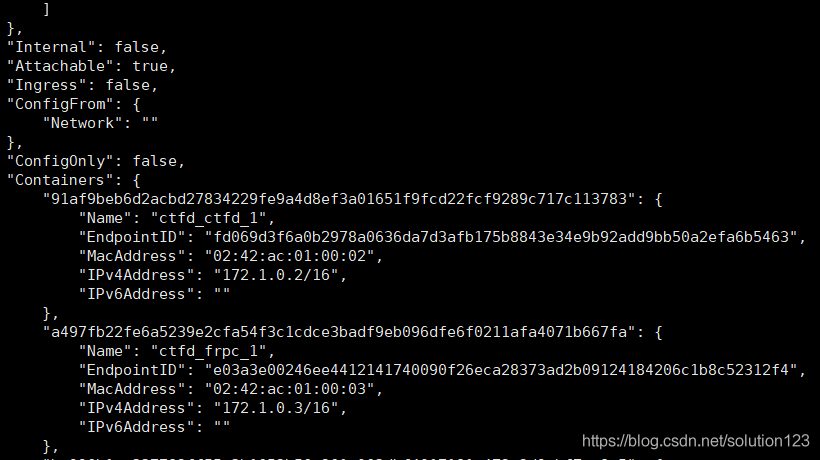 ]
},
"Internal": false,
"Attachable": true,
"Ingress": false,
"ConfigFrom": {
"Network": ""
},
"ConfigOnly": false,
"Containers": {
"91af9beb6d2acbd27834229fe9a4d8ef3a01651f9fcd22fcf9289c717c113783": {
"Name": "ctfd_ctfd_1",
"EndpointID": "fd069d3f6a0b2978a0636da7d3afb175b8843e34e9b92add9bb50a2efa6b5463",
"MacAddress": "02:42:ac:01:00:02",
"IPv4Address": "172.1.0.2/16",
"IPv6Address": ""
},
"a497fb22fe6a5239e2cfa54f3c1cdce3badf9eb096dfe6f0211afa4071b667fa": {
"Name": "ctfd_frpc_1",
"EndpointID": "e03a3e00246ee4412141740090f26eca28373ad2b09124184206c1b8c52312f4",
"MacAddress": "02:42:ac:01:00:03",
"IPv4Address": "172.1.0.3/16",
"IPv6Address": ""
},
https://blog.csdn.net/solution123